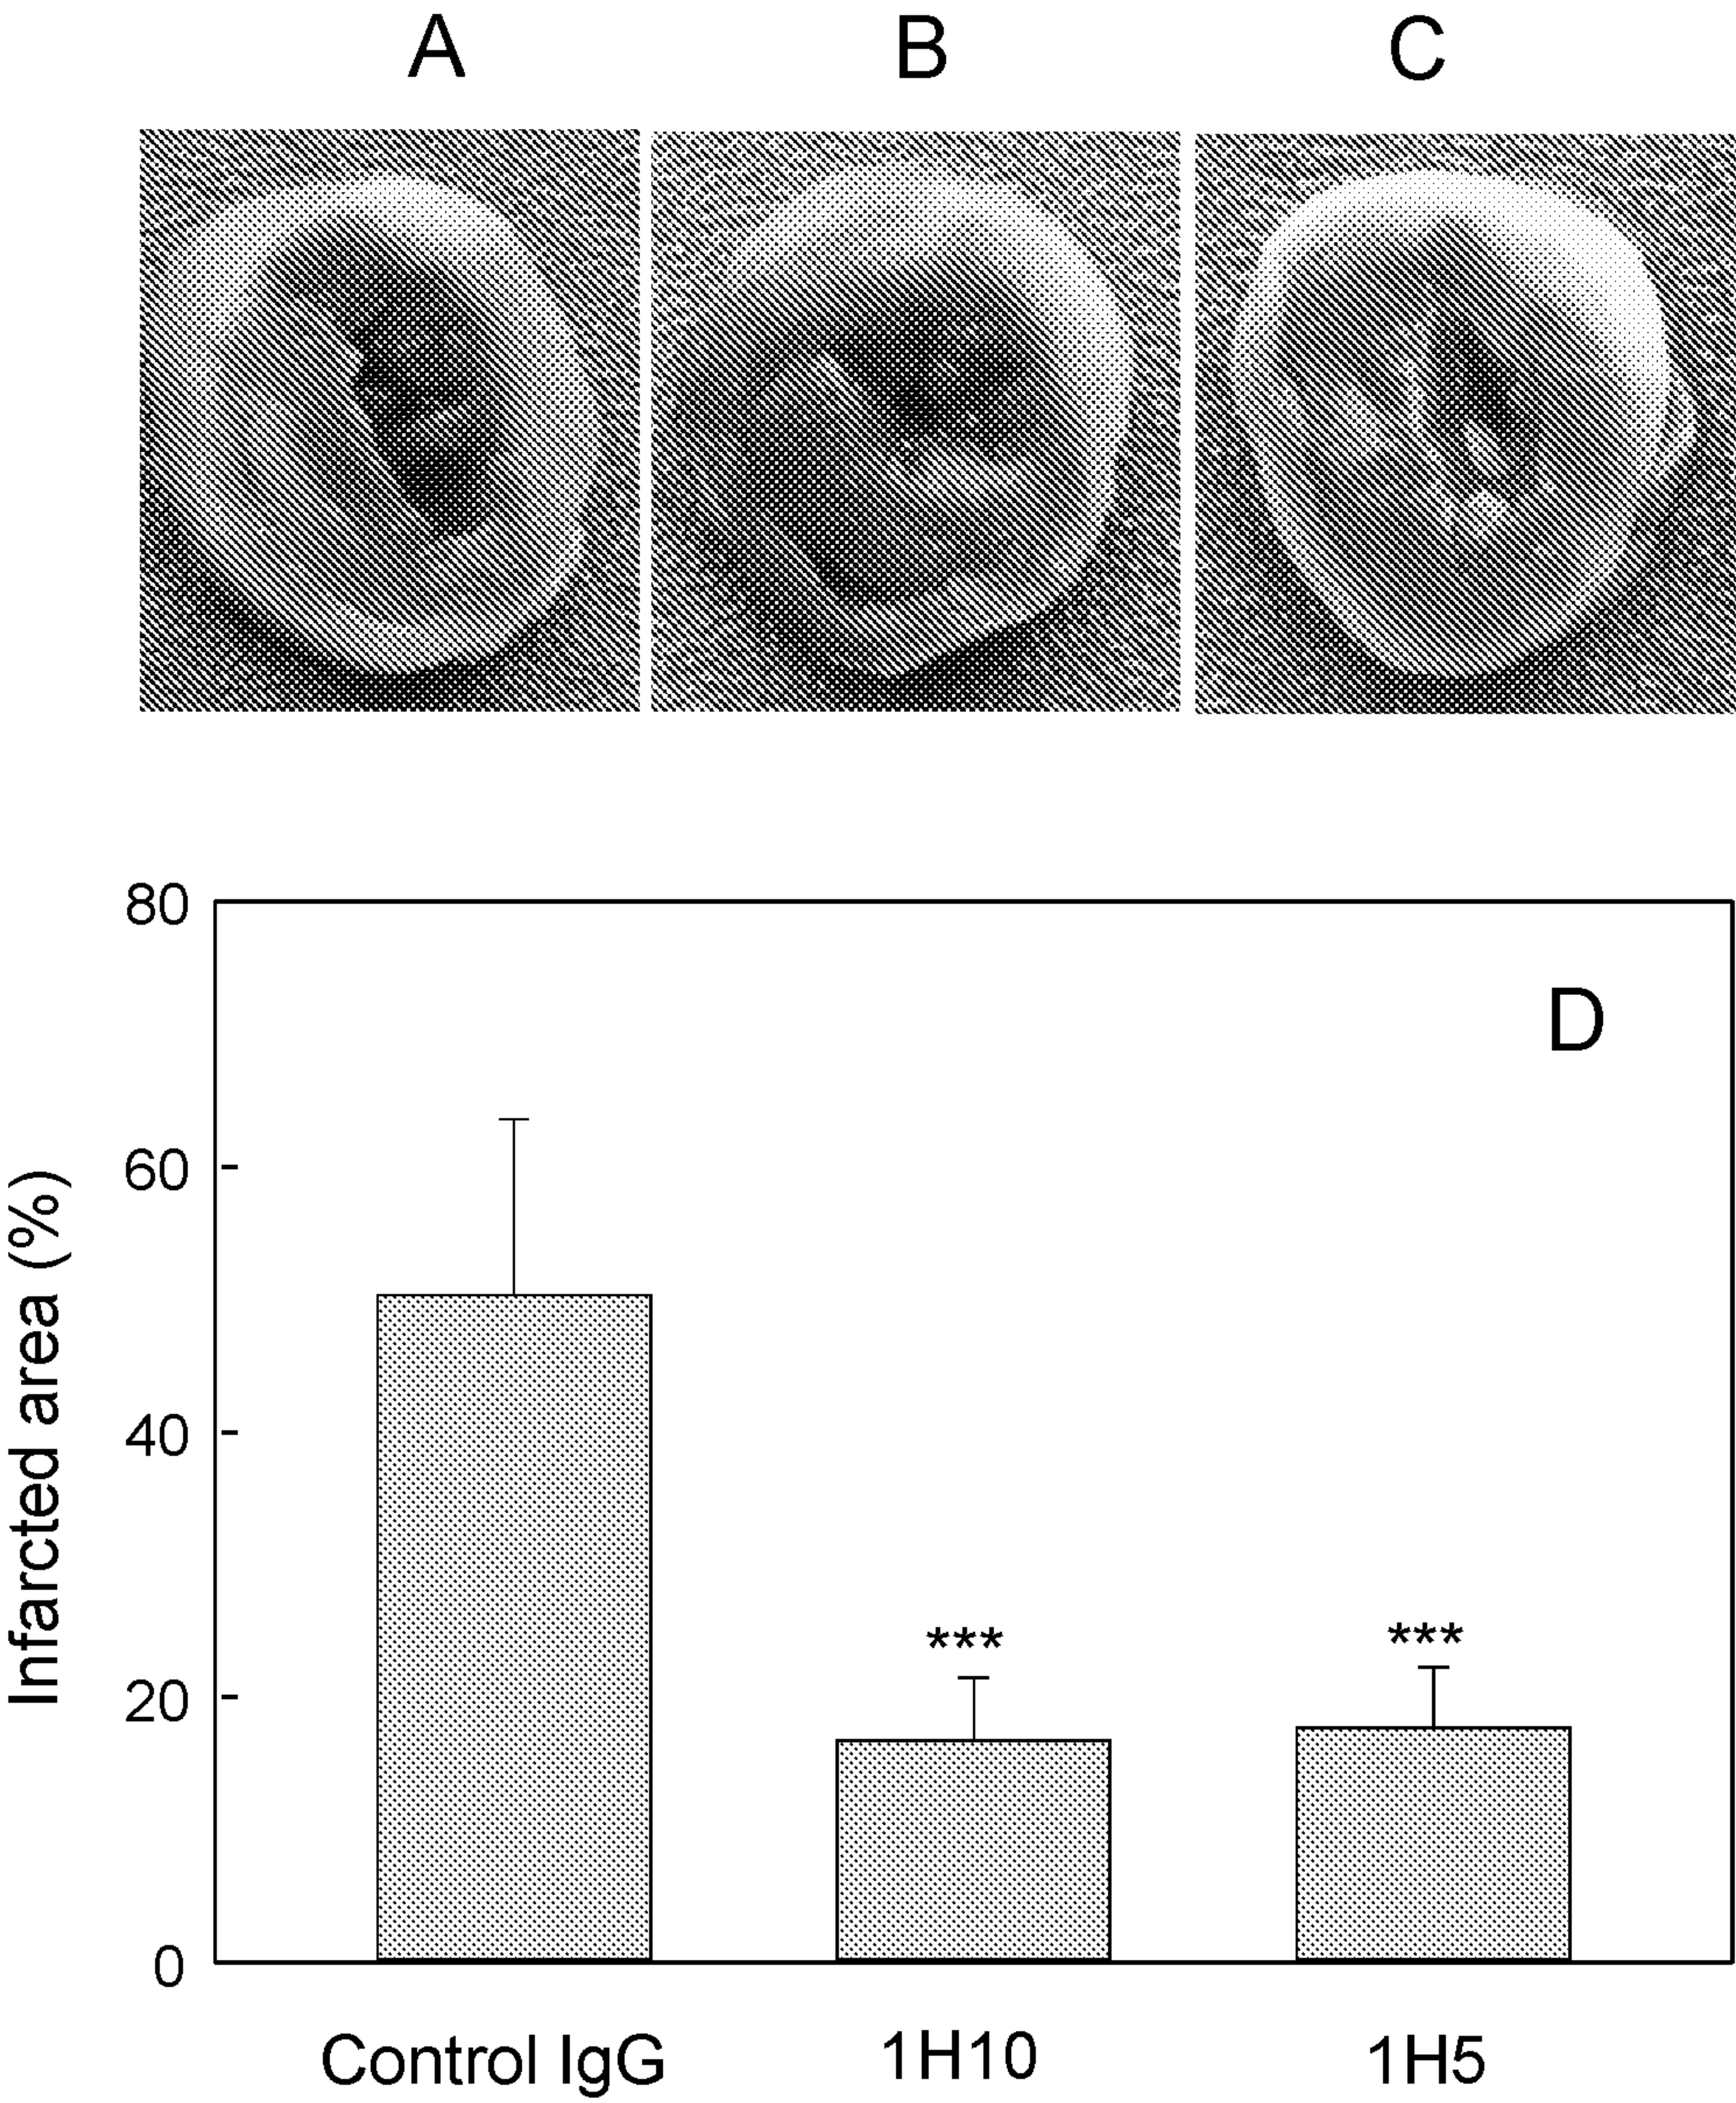 A B C
80
D
60
40
20
0
Infarcted area (%)
***
***
Control IgG 1H10 1H5